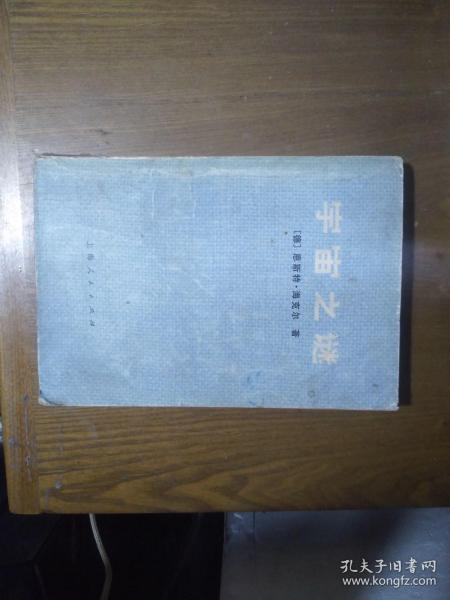 宇宙之谜
[德] 恩斯特·海克尔 著
上海人民出版社
孔夫子旧书网
www.kongfz.com